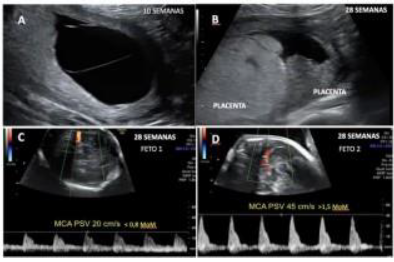 A
10 SEMANAS
B
28 SEMANAS
PLACENTA
PLACENTA
C
28 SEMANAS
FETO 1
MCA PSV 20 cm/s < 0,8 MoM
D
28 SEMANAS
FETO 2
MCA PSV 45 cm/s >1,5 MoM